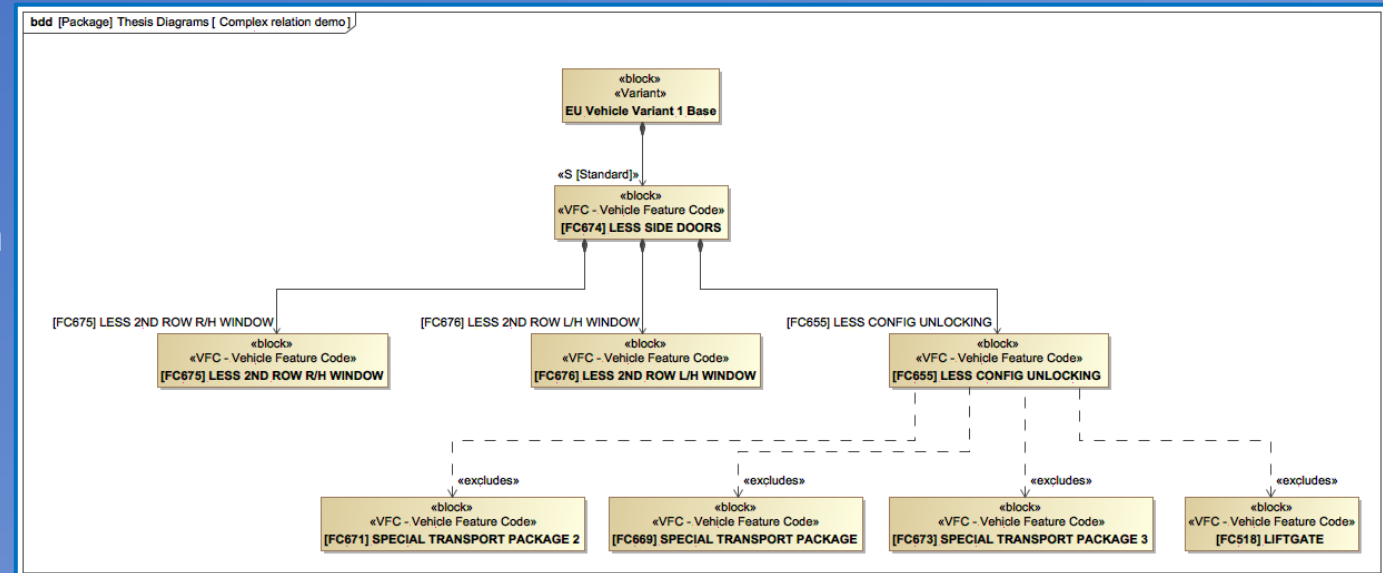 bdd [Package] Thesis Diagrams [ Complex relation demo ]
«block»
«Variant»
EU Vehicle Variant 1 Base
«S [Standard]»
«block»
«VFC - Vehicle Feature Code»
[FC674] LESS SIDE DOORS
[FC675] LESS 2ND ROW R/H WINDOW
[FC676] LESS 2ND ROW L/H WINDOW
[FC655] LESS CONFIG UNLOCKING
«block»
«VFC - Vehicle Feature Code»
[FC675] LESS 2ND ROW R/H WINDOW
«block»
«VFC - Vehicle Feature Code»
[FC676] LESS 2ND ROW L/H WINDOW
«block»
«VFC - Vehicle Feature Code»
[FC655] LESS CONFIG UNLOCKING
«excludes»
«excludes»
«excludes»
«excludes»
«block»
«VFC - Vehicle Feature Code»
[FC671] SPECIAL TRANSPORT PACKAGE 2
«block»
«VFC - Vehicle Feature Code»
[FC669] SPECIAL TRANSPORT PACKAGE
«block»
«VFC - Vehicle Feature Code»
[FC673] SPECIAL TRANSPORT PACKAGE 3
«block»
«VFC - Vehicle Feature Code»
[FC518] LIFTGATE